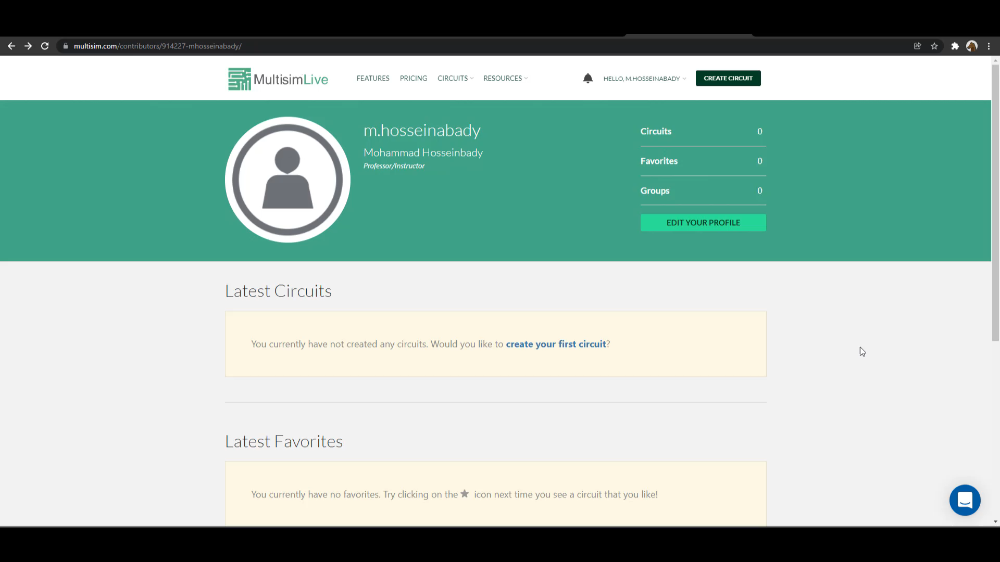 multisim.com/contributors/914227-mhosseinabady/
MultisimLive
FEATURES PRICING CIRCUITS RESOURCES
HELLO, M.HOSSEINABADY
CREATE CIRCUIT
m.hosseinabady
Mohammad Hosseinbady
Professor/Instructor
Circuits 0
Favorites 0
Groups 0
EDIT YOUR PROFILE
Latest Circuits
You currently have not created any circuits. Would you like to create your first circuit?
Latest Favorites
You currently have no favorites. Try clicking on the ★ icon next time you see a circuit that you like!